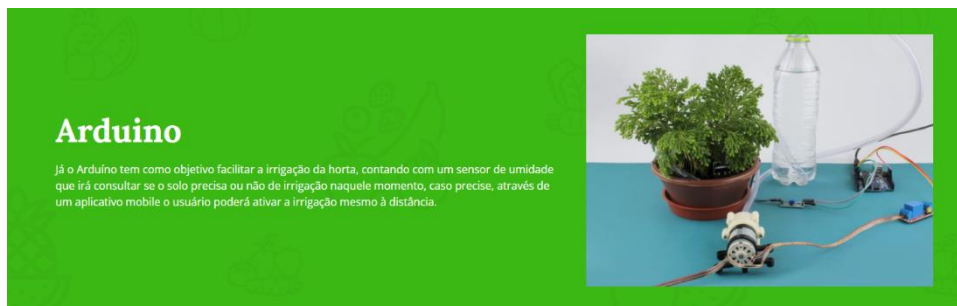 Arduino
Já o Arduíno tem como objetivo facilitar a irrigação da horta, contando com um sensor de umidade
que irá consultar se o solo precisa ou não de irrigação naquele momento, caso precise, através de
um aplicativo mobile o usuário poderá ativar a irrigação mesmo à distância.